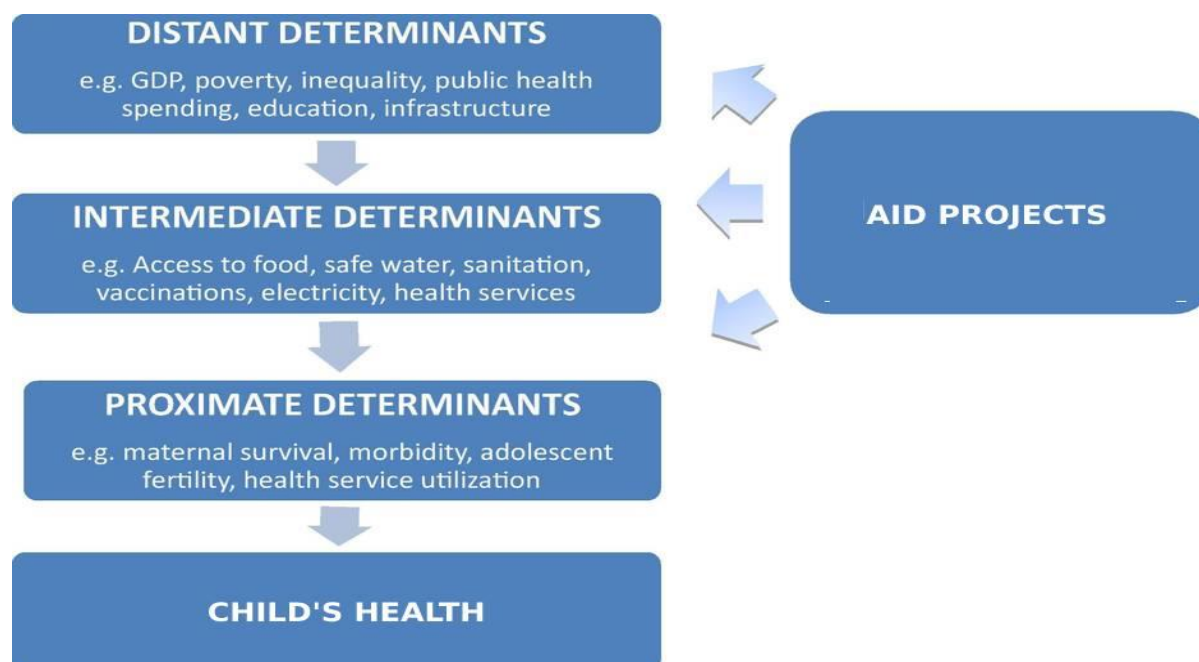 DISTANT DETERMINANTS
e.g. GDP, poverty, inequality, public health
spending, education, infrastructure
INTERMEDIATE DETERMINANTS
e.g. Access to food, safe water, sanitation,
vaccinations, electricity, health services
PROXIMATE DETERMINANTS
e.g. maternal survival, morbidity, adolescent
fertility, health service utilization
CHILD'S HEALTH
AID PROJECTS